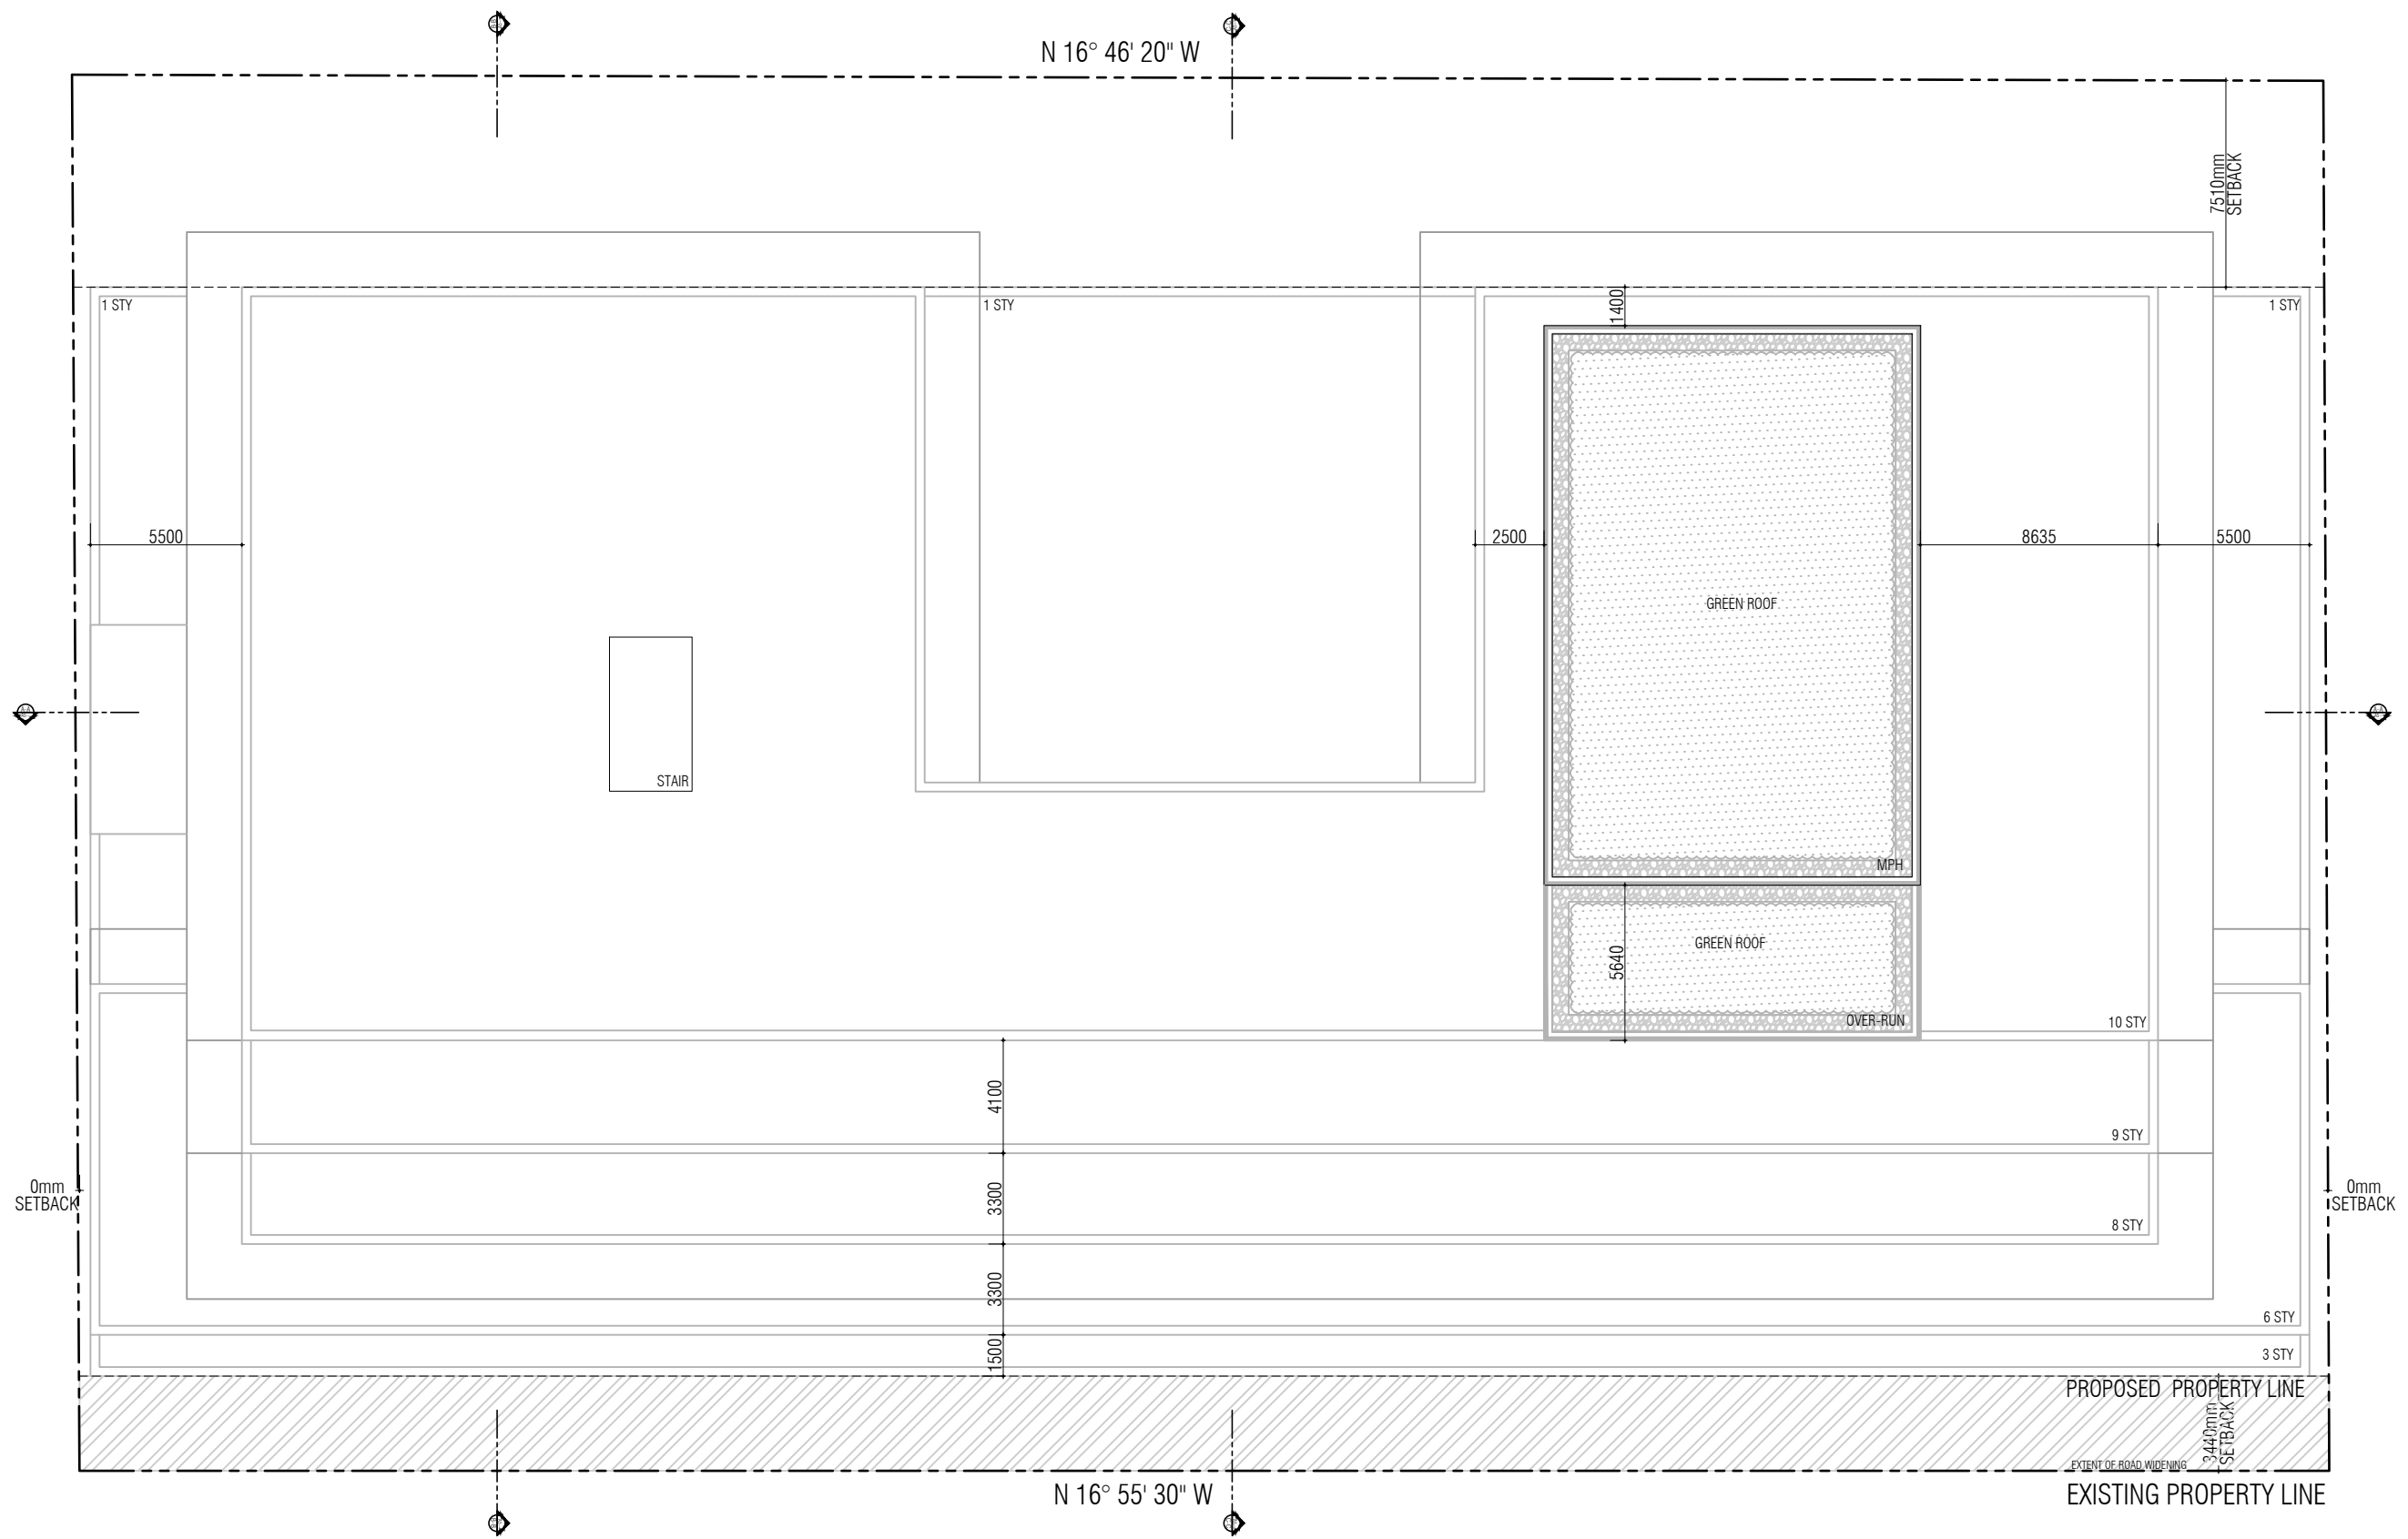 N 16° 46' 20" W
7510mm
SETBACK
1 STY
1 STY
1 STY
1400
5500
2500
8635
5500
GREEN ROOF
STAIR
MPH
GREEN ROOF
5640
OVER-RUN
10 STY
4100
9 STY
0mm
SETBACK
3300
0mm
SETBACK
8 STY
3300
6 STY
1500
3 STY
PROPOSED PROPERTY LINE
3440mm
SETBACK
EXTENT OF ROAD WIDENING
N 16° 55' 30" W
EXISTING PROPERTY LINE